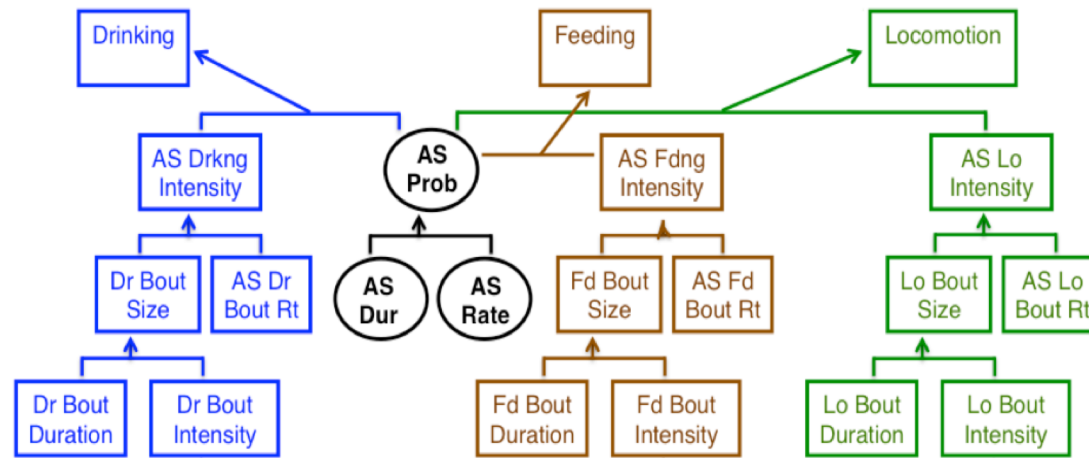 Drinking
Feeding
Locomotion
AS Drkng
Intensity
AS
Prob
AS Fdng
Intensity
AS Lo
Intensity
Dr Bout
Size
AS Dr
Bout Rt
AS
Dur
AS
Rate
Fd Bout
Size
AS Fd
Bout Rt
Lo Bout
Size
AS Lo
Bout Rt
Dr Bout
Duration
Dr Bout
Intensity
Fd Bout
Duration
Fd Bout
Intensity
Lo Bout
Duration
Lo Bout
Intensity